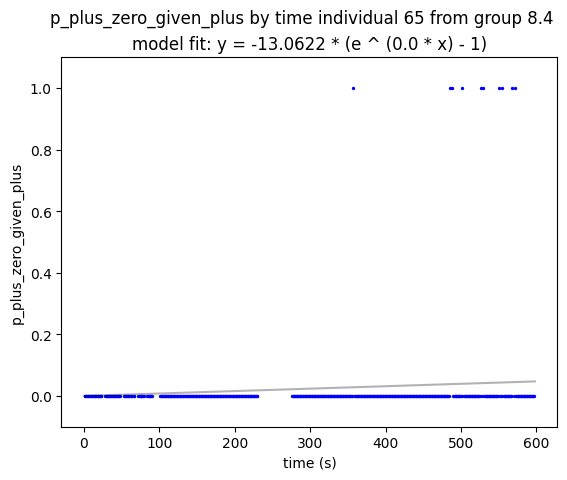 p_plus_zero_given_plus by time individual 65 from group 8.4
model fit: y = -13.0622 * (e ^ (0.0 * x) - 1)
1.0
0.8
0.6
0.4
0.2
0.0
p_plus_zero_given_plus
0 100 200 300 400 500 600
time (s)